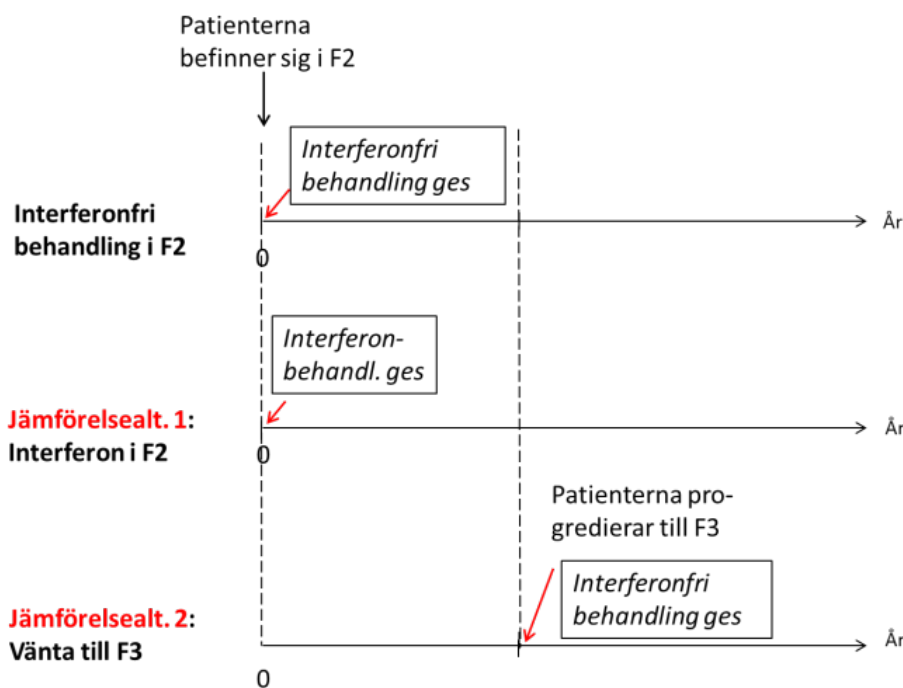 Patienterna
befinner sig i F2
Interferonfri
behandling ges
Interferonfri
behandling i F2
År
0
Interferon-
behandl. ges
Jämförelsealt. 1:
Interferon i F2
År
0
Patienterna pro-
gredierar till F3
Interferonfri
behandling ges
Jämförelsealt. 2:
Vänta till F3
År
0